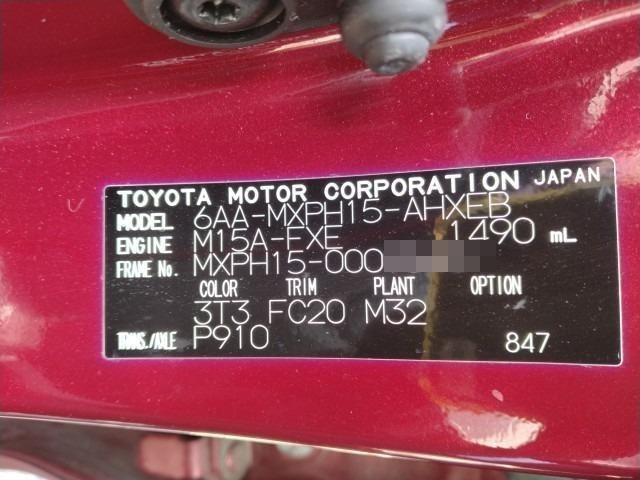 TOYOTA MOTOR CORPORATION JAPAN
MODEL 6AA-MXPH15-AHXEB
ENGINE M15A-FXE 1490 mL
FRAME No. MXPH15-000
COLOR TRIM PLANT OPTION
3T3 FC20 M32
TRANS./AXLE P910 847